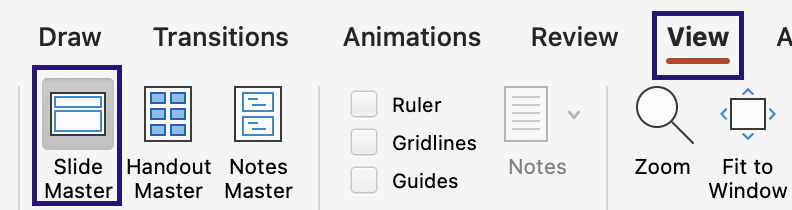 Draw Transitions Animations Review View A
Slide Master
Handout Master
Notes Master
Ruler
Gridlines
Guides
Notes
Zoom
Fit to Window